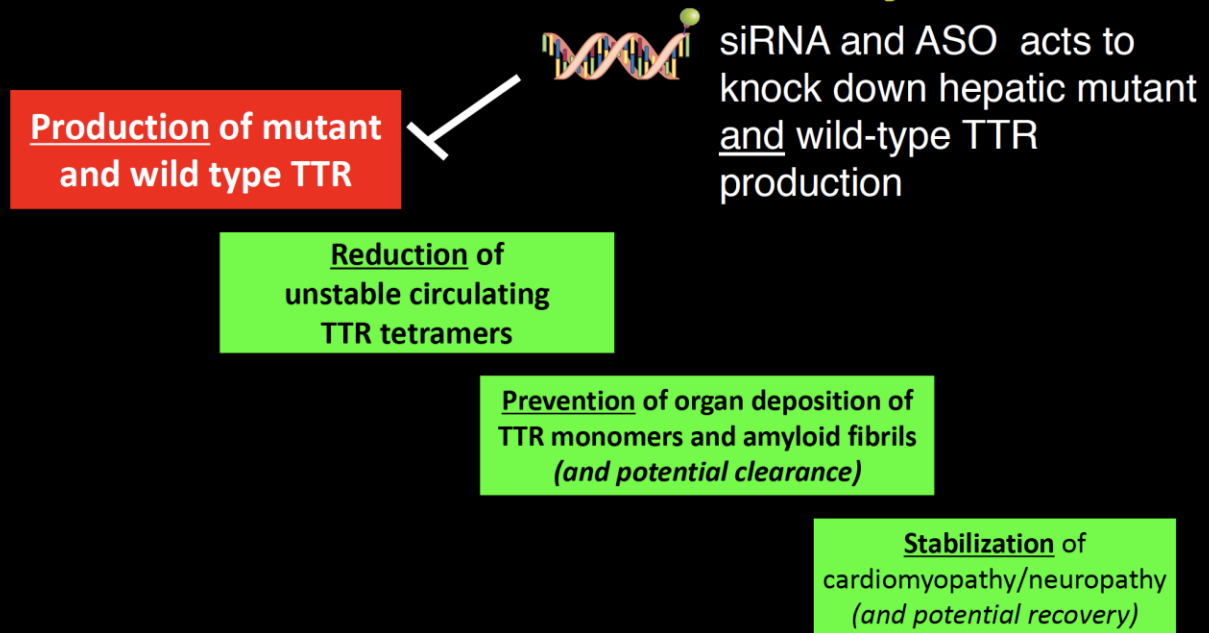 siRNA and ASO acts to
knock down hepatic mutant
and wild-type TTR
production
Production of mutant
and wild type TTR
Reduction of
unstable circulating
TTR tetramers
Prevention of organ deposition of
TTR monomers and amyloid fibrils
(and potential clearance)
Stabilization of
cardiomyopathy/neuropathy
(and potential recovery)